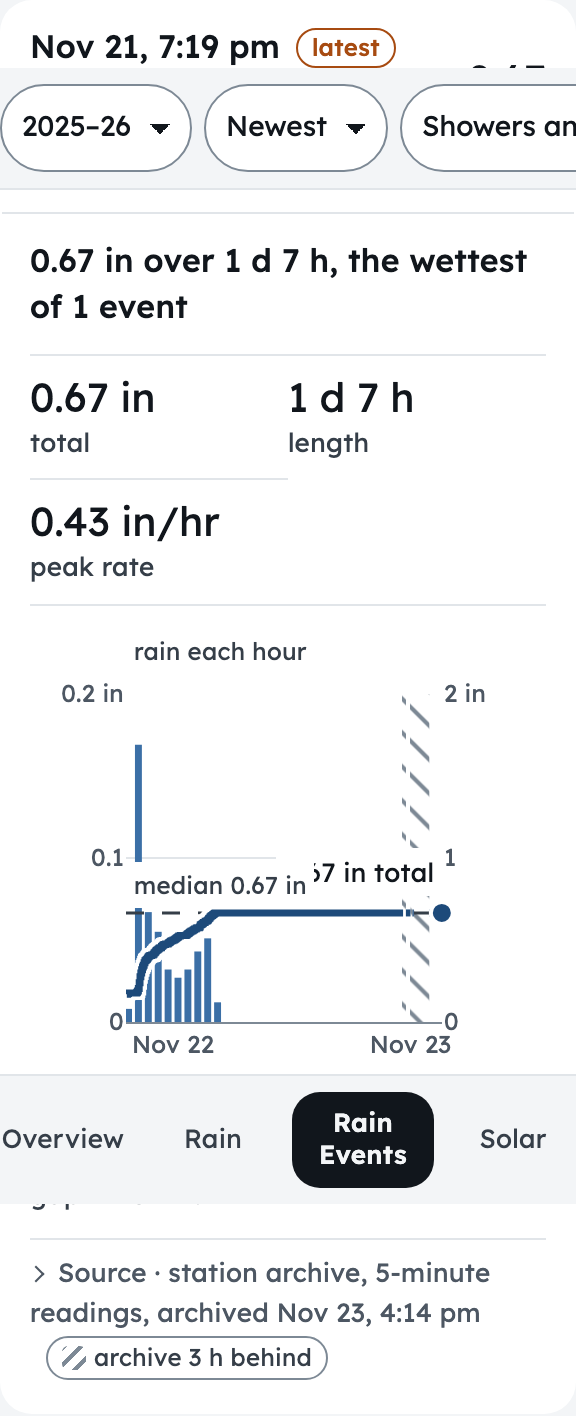 Nov 21, 7:19 pm latest
2025–26 Newest Showers an
0.67 in over 1 d 7 h, the wettest
of 1 event
0.67 in 1 d 7 h
total length
0.43 in/hr
peak rate
rain each hour
0.2 in 2 in
0.1 1
67 in total
median 0.67 in
0 0
Nov 22 Nov 23
Overview Rain Rain Events Solar
> Source · station archive, 5-minute
readings, archived Nov 23, 4:14 pm
archive 3 h behind